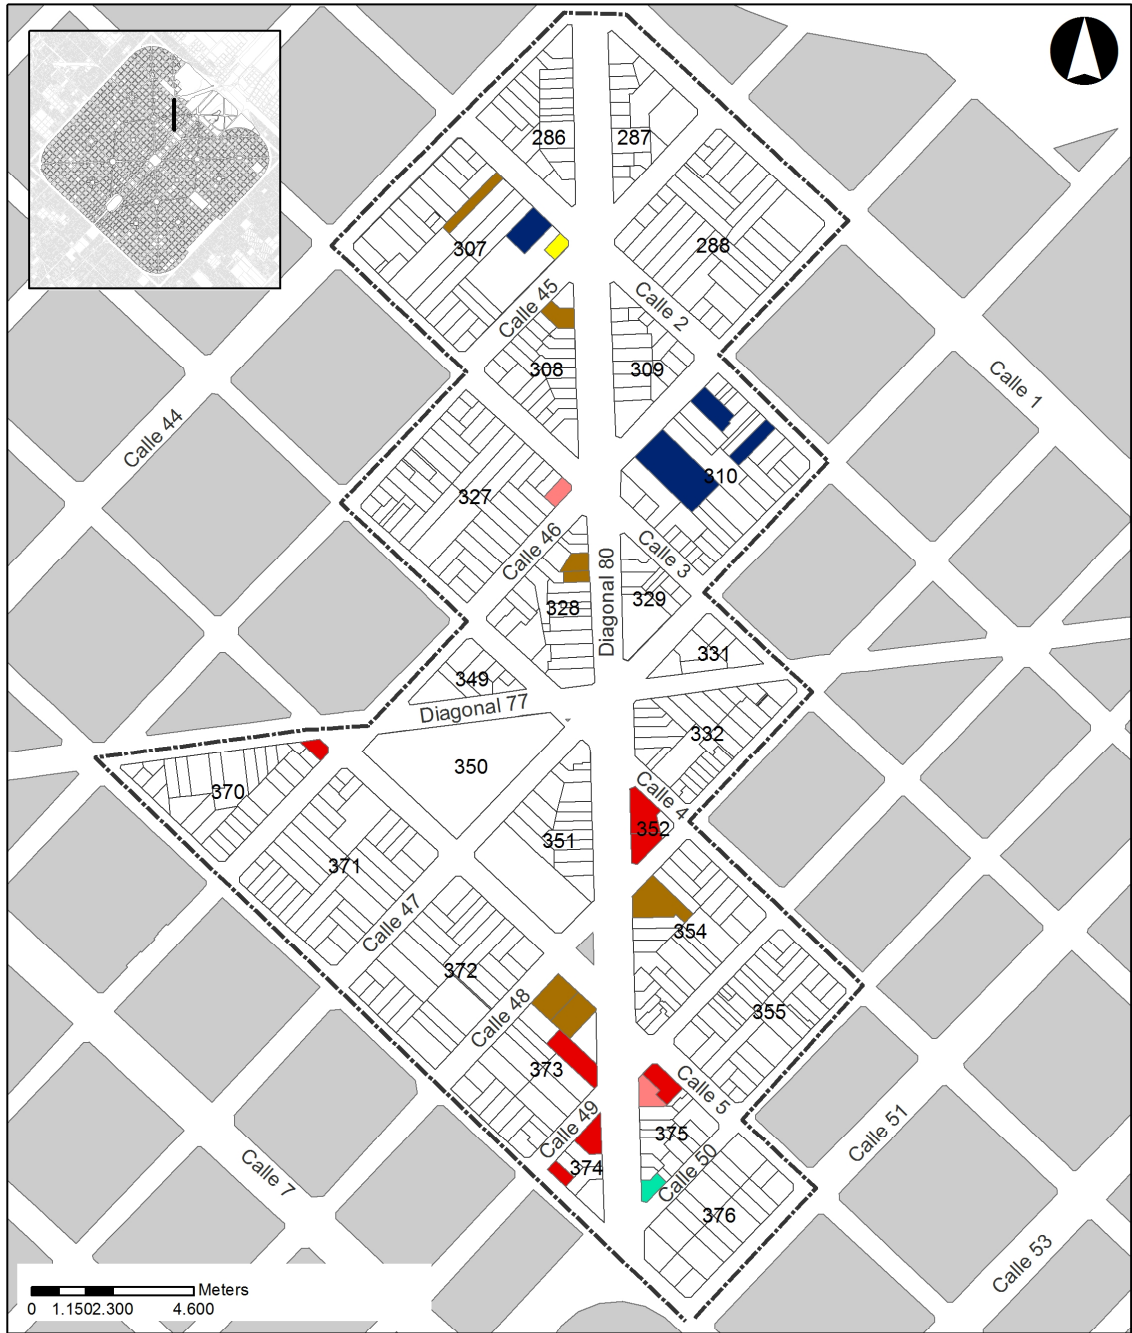 286
287
307
288
Calle 45
Calle 2
308
309
Calle 1
Calle 44
327
310
Calle 46
Calle 3
Diagonal 80
328
329
331
349
Diagonal 77
332
350
370
Calle 4
351
352
371
Calle 47
354
372
Calle 48
355
373
Calle 5
Calle 49
375
Calle 51
374
Calle 50
Calle 7
376
Calle 53
Meters
0 1.150 2.300 4.600